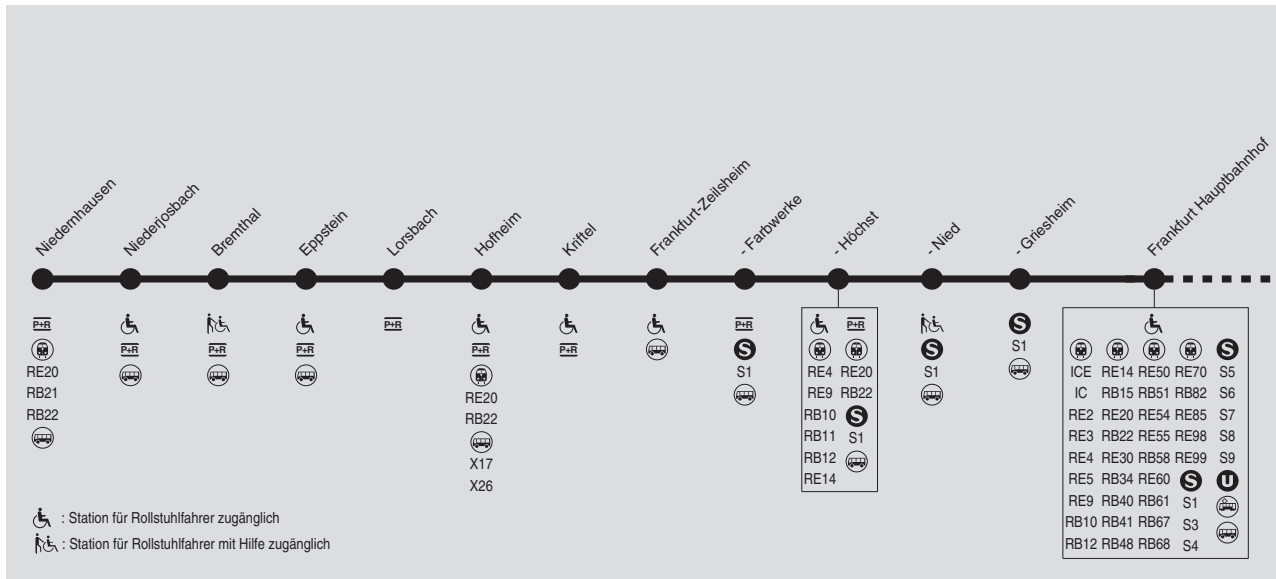 Niedernhausen
Niederjosbach
Bremthal
Eppstein
Lorsbach
Hofheim
Kriftel
Frankfurt-Zeilsheim
- Farbwerke
- Höchst
- Nied
- Griesheim
Frankfurt Hauptbahnhof
P+R
RE20
RB21
RB22
P+R
P+R
P+R
P+R
P+R
RE20
RB22
X17
X26
P+R
P+R
S
S1
P+R
RE4 RE20
RE9 RB22
RB10 S
RB11 S1
RB12
RE14
S
S1
S
S1
S
ICE RE14 RE50 RE70 S5
IC RB15 RB51 RB82 S6
RE2 RE20 RE54 RE85 S7
RE3 RB22 RE55 RE98 S8
RE4 RE30 RB58 RE99 S9
RE5 RB34 RE60 S U
RE9 RB40 RB61 S1
RB10 RB41 RB67 S3
RB12 RB48 RB68 S4
: Station für Rollstuhlfahrer zugänglich
: Station für Rollstuhlfahrer mit Hilfe zugänglich